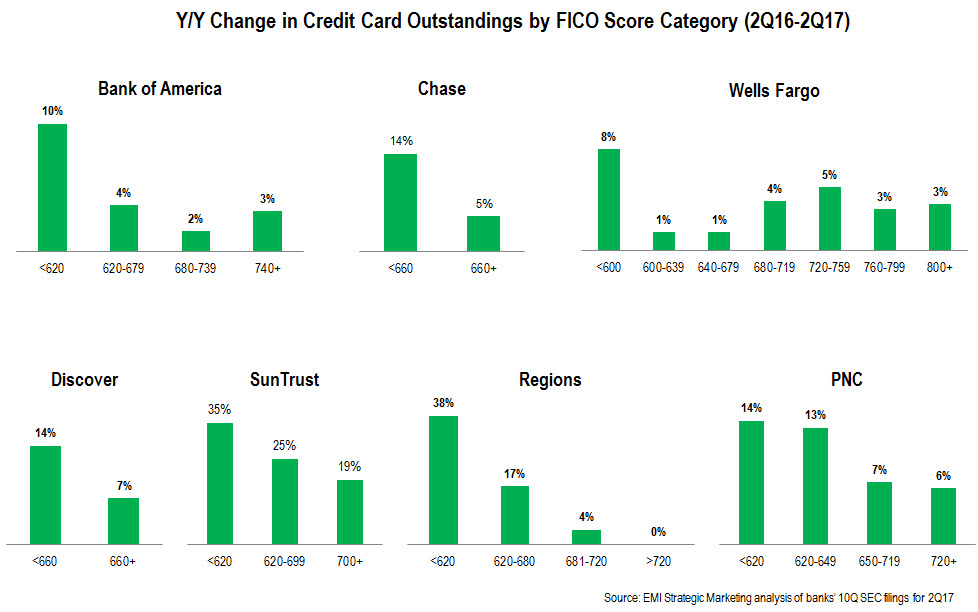 Y/Y Change in Credit Card Outstandings by FICO Score Category (2Q16-2Q17)
Bank of America
10%
4%
2%
3%
<620 620-679 680-739 740+
Chase
14%
5%
<660 660+
Wells Fargo
8%
1%
1%
4%
5%
3%
3%
<600 600-639 640-679 680-719 720-759 760-799 800+
Discover
14%
7%
<660 660+
SunTrust
35%
25%
19%
<620 620-699 700+
Regions
38%
17%
4%
0%
<620 620-680 681-720 >720
PNC
14%
13%
7%
6%
<620 620-649 650-719 720+
Source: EMI Strategic Marketing analysis of banks' 10Q SEC filings for 2Q17